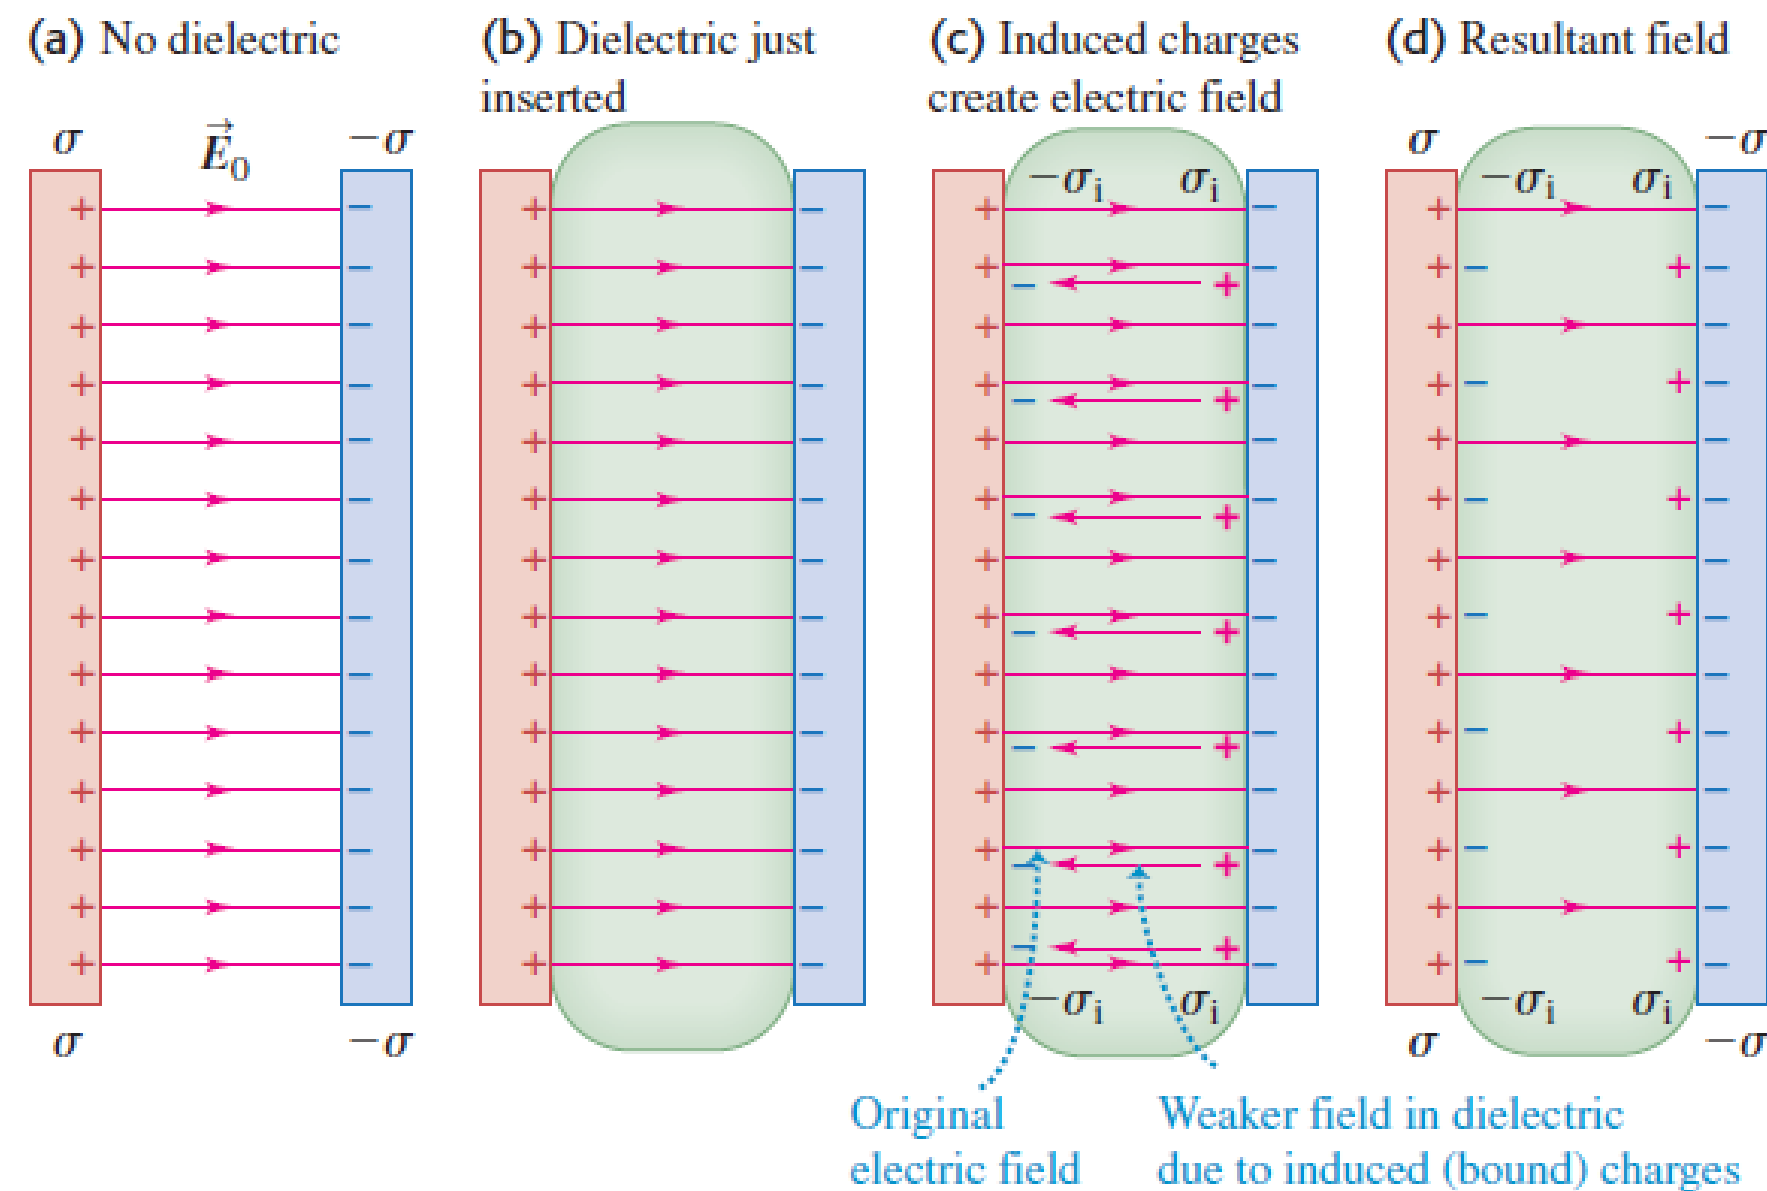 (a) No dielectric
(b) Dielectric just
inserted
(c) Induced charges
create electric field
(d) Resultant field
σ
E⃗₀
−σ
σ
−σ
−σᵢ
σᵢ
−σᵢ
σᵢ
σ
−σ
−σᵢ
σᵢ
−σᵢ
σᵢ
σ
−σ
Original
electric field
Weaker field in dielectric
due to induced (bound) charges